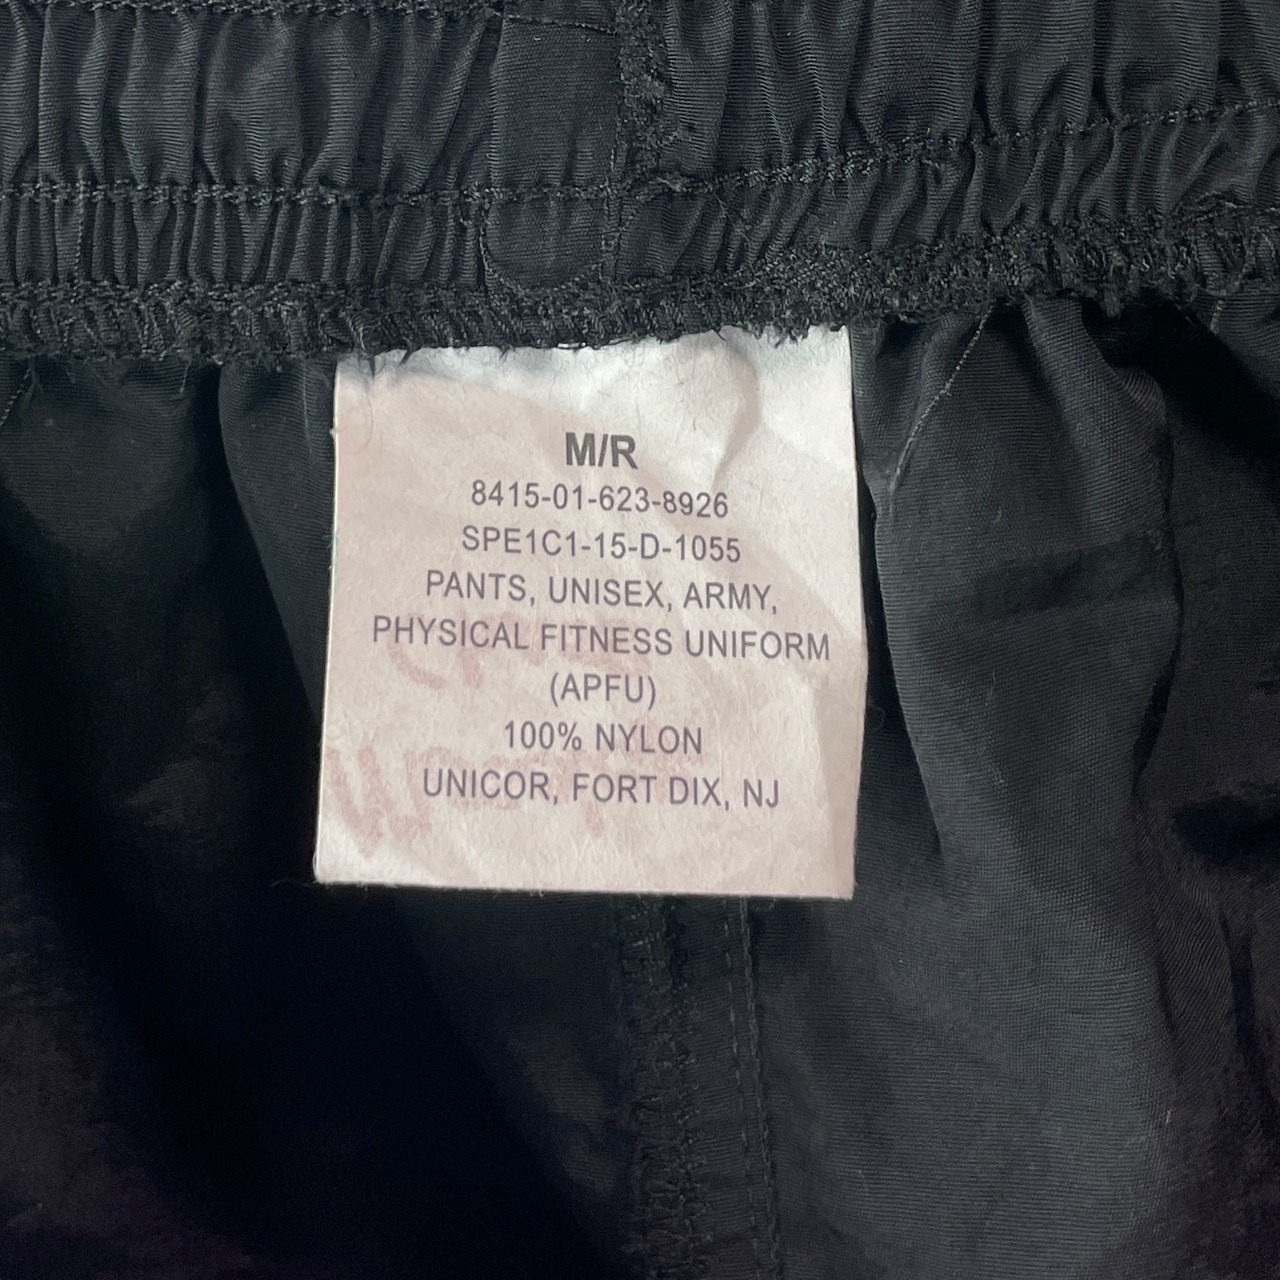 M/R
8415-01-623-8926
SPE1C1-15-D-1055
PANTS, UNISEX, ARMY,
PHYSICAL FITNESS UNIFORM
(APFU)
100% NYLON
UNICOR, FORT DIX, NJ